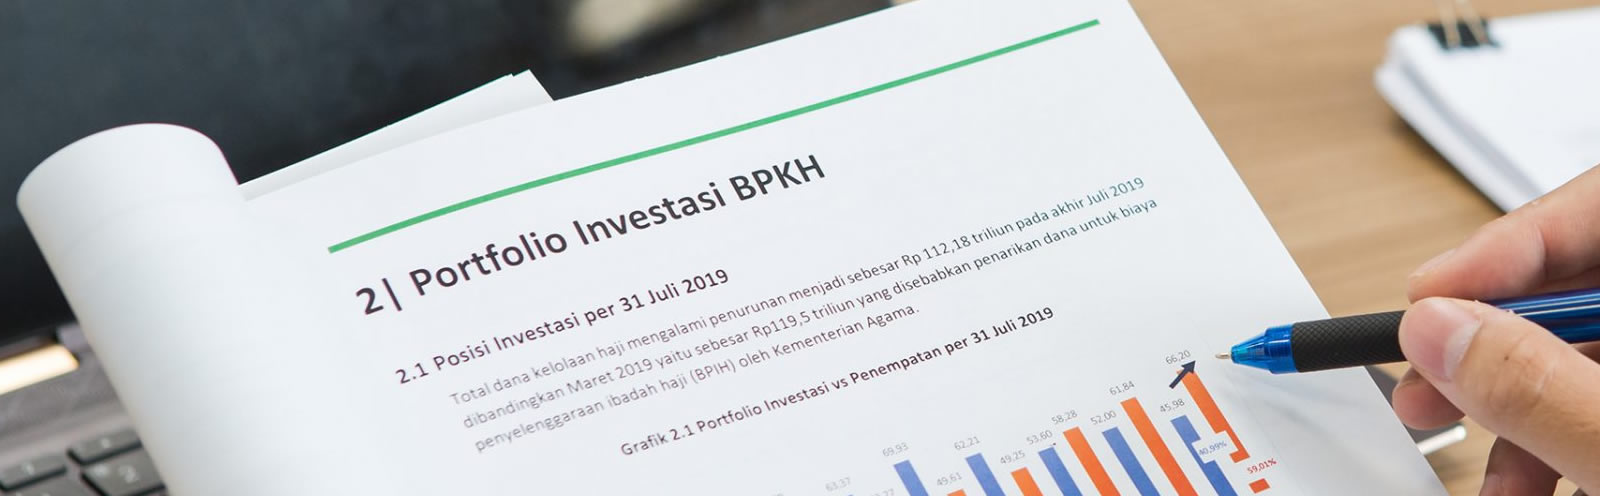 2| Portfolio Investasi BPKH
2.1 Posisi Investasi per 31 Juli 2019
Total dana kelolaan haji mengalami penurunan menjadi sebesar Rp 112,18 triliun pada akhir Juli 2019
dibandingkan Maret 2019 yaitu sebesar Rp119,5 triliun yang disebabkan penarikan dana untuk biaya
penyelenggaraan ibadah haji (BPIH) oleh Kementerian Agama.
Grafik 2.1 Portfolio Investasi vs Penempatan per 31 Juli 2019
63,37
69,93
49,61
62,21
49,25
53,60
58,28
52,00
61,84
45,98
66,20
40,99%
59,01%